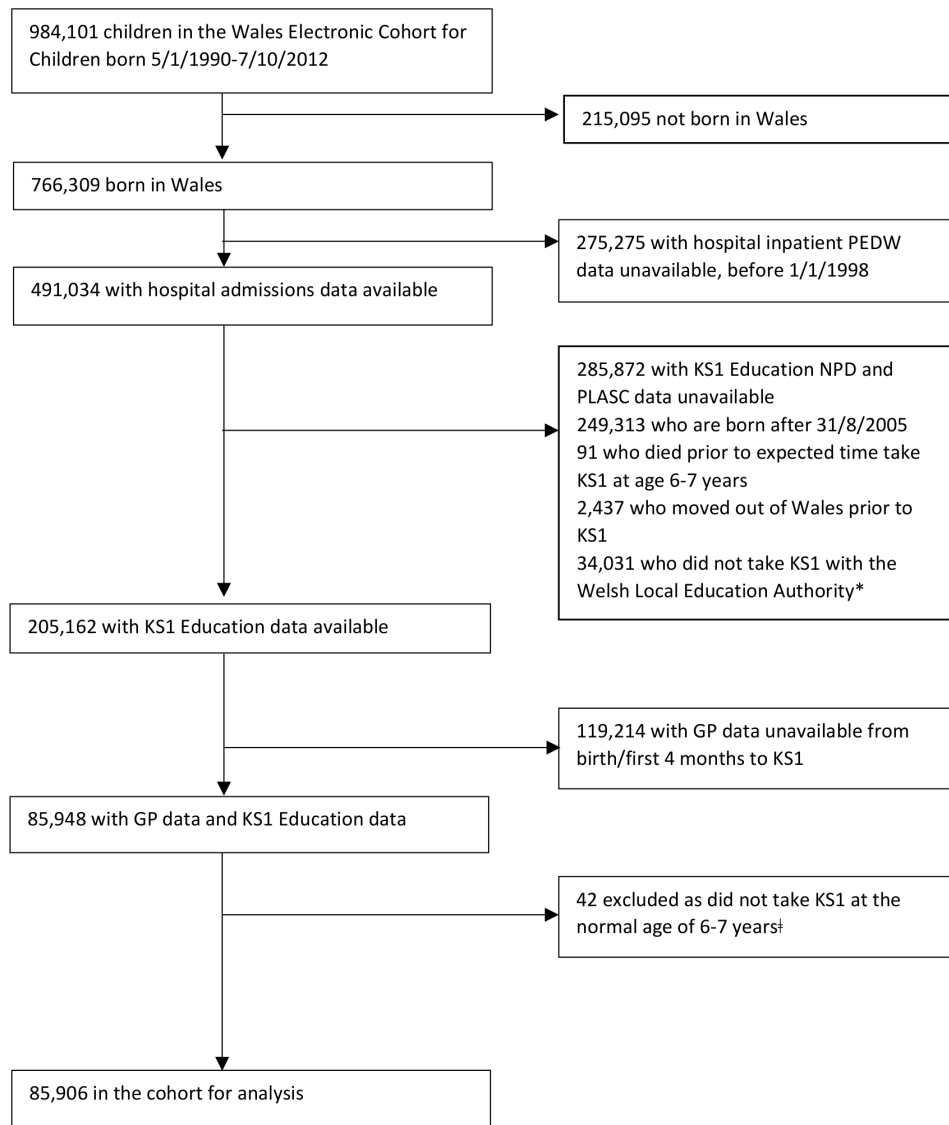 984,101 children in the Wales Electronic Cohort for
Children born 5/1/1990-7/10/2012
215,095 not born in Wales
766,309 born in Wales
275,275 with hospital inpatient PEDW
data unavailable, before 1/1/1998
491,034 with hospital admissions data available
285,872 with KS1 Education NPD and
PLASC data unavailable
249,313 who are born after 31/8/2005
91 who died prior to expected time take
KS1 at age 6-7 years
2,437 who moved out of Wales prior to
KS1
34,031 who did not take KS1 with the
Welsh Local Education Authority*
205,162 with KS1 Education data available
119,214 with GP data unavailable from
birth/first 4 months to KS1
85,948 with GP data and KS1 Education data
42 excluded as did not take KS1 at the
normal age of 6-7 yearsǂ
85,906 in the cohort for analysis